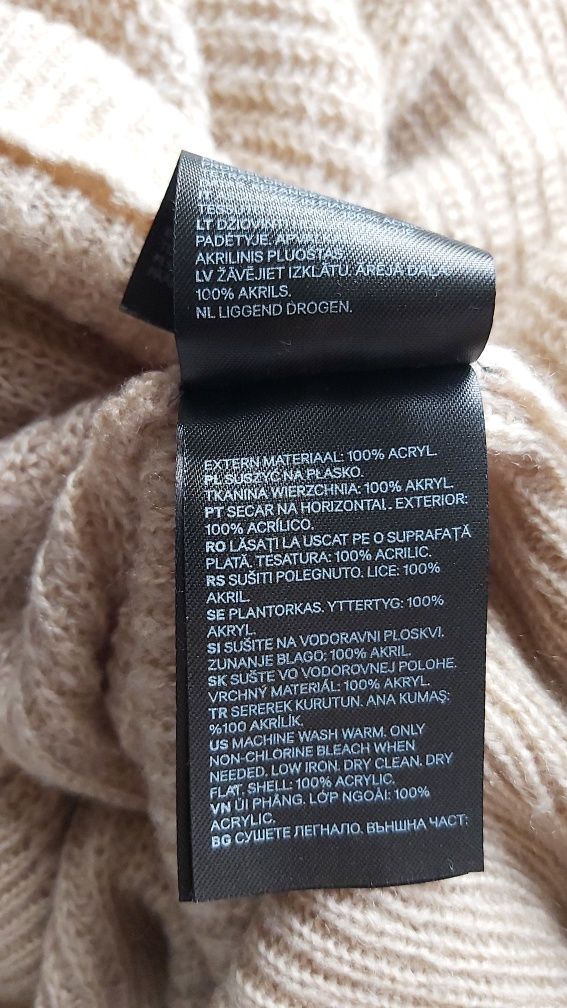 LT DŽIOVINTI
PADĖTYJE. APVA
AKRILINIS PLUOŠTAS
LV ŽĀVĒJIET IZKLĀTU. ĀRĒJĀ DAĻA
100% AKRILS.
NL LIGGEND DROGEN.
EXTERN MATERIAAL: 100% ACRYL.
PL SUSZYĆ NA PŁASKO.
TKANINA WIERZCHNIA: 100% AKRYL.
PT SECAR NA HORIZONTAL. EXTERIOR:
100% ACRÍLICO.
RO LĂSAȚI LA USCAT PE O SUPRAFAȚĂ
PLATĂ. TESATURA: 100% ACRILIC.
RS SUŠITI POLEGNUTO. LICE: 100%
AKRIL.
SE PLANTORKAS. YTTERTYG: 100%
AKRYL.
SI SUŠITE NA VODORAVNI PLOSKVI.
ZUNANJE BLAGO: 100% AKRIL.
SK SUŠTE VO VODOROVNEJ POLOHE.
VRCHNÝ MATERIÁL: 100% AKRYL.
TR SEREREK KURUTUN. ANA KUMAŞ:
%100 AKRİLİK.
US MACHINE WASH WARM. ONLY
NON-CHLORINE BLEACH WHEN
NEEDED. LOW IRON. DRY CLEAN. DRY
FLAT. SHELL: 100% ACRYLIC.
VN ỦI PHẲNG. LỚP NGOÀI: 100%
ACRYLIC.
BG СУШЕТЕ ЛЕГНАЛО. ВЪНШНА ЧАСТ: